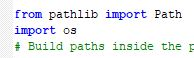 from pathlib import Path
import os
# Build paths inside the p